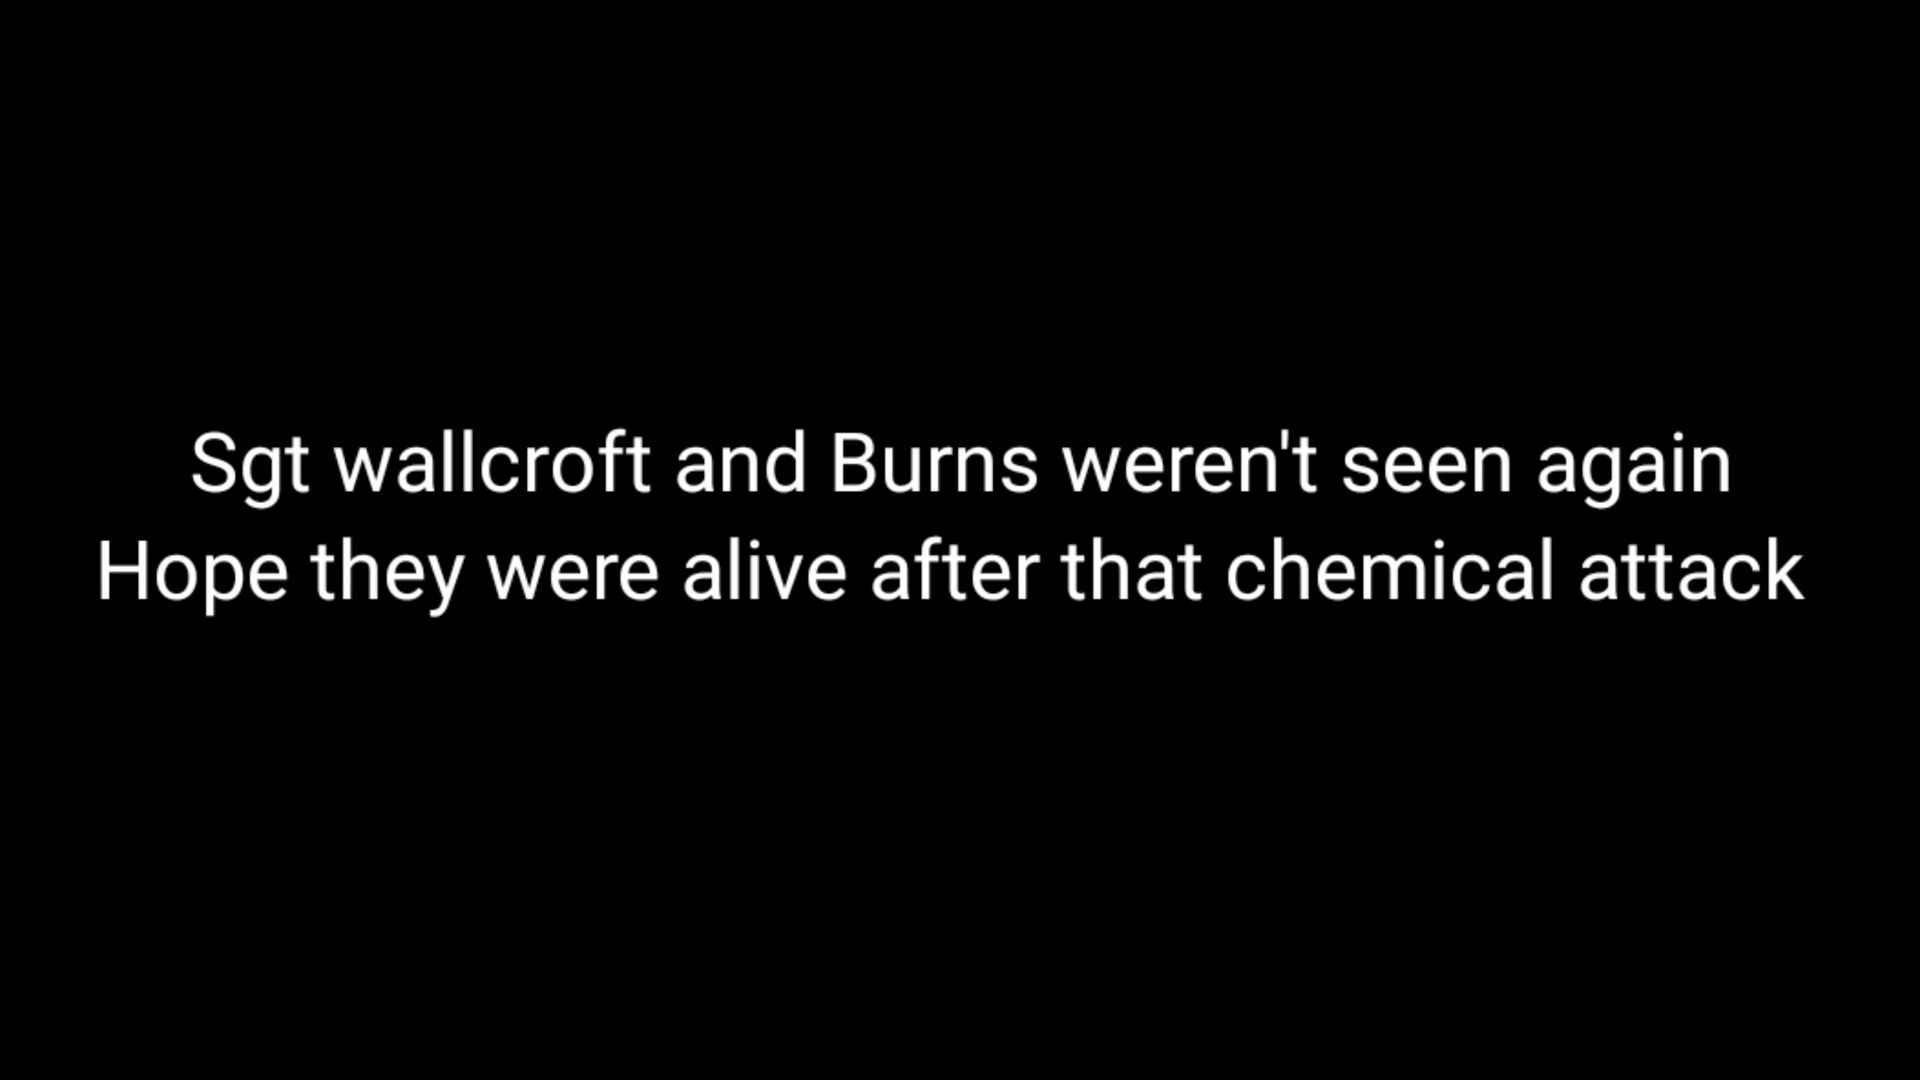 Sgt wallcroft and Burns weren't seen again
Hope they were alive after that chemical attack